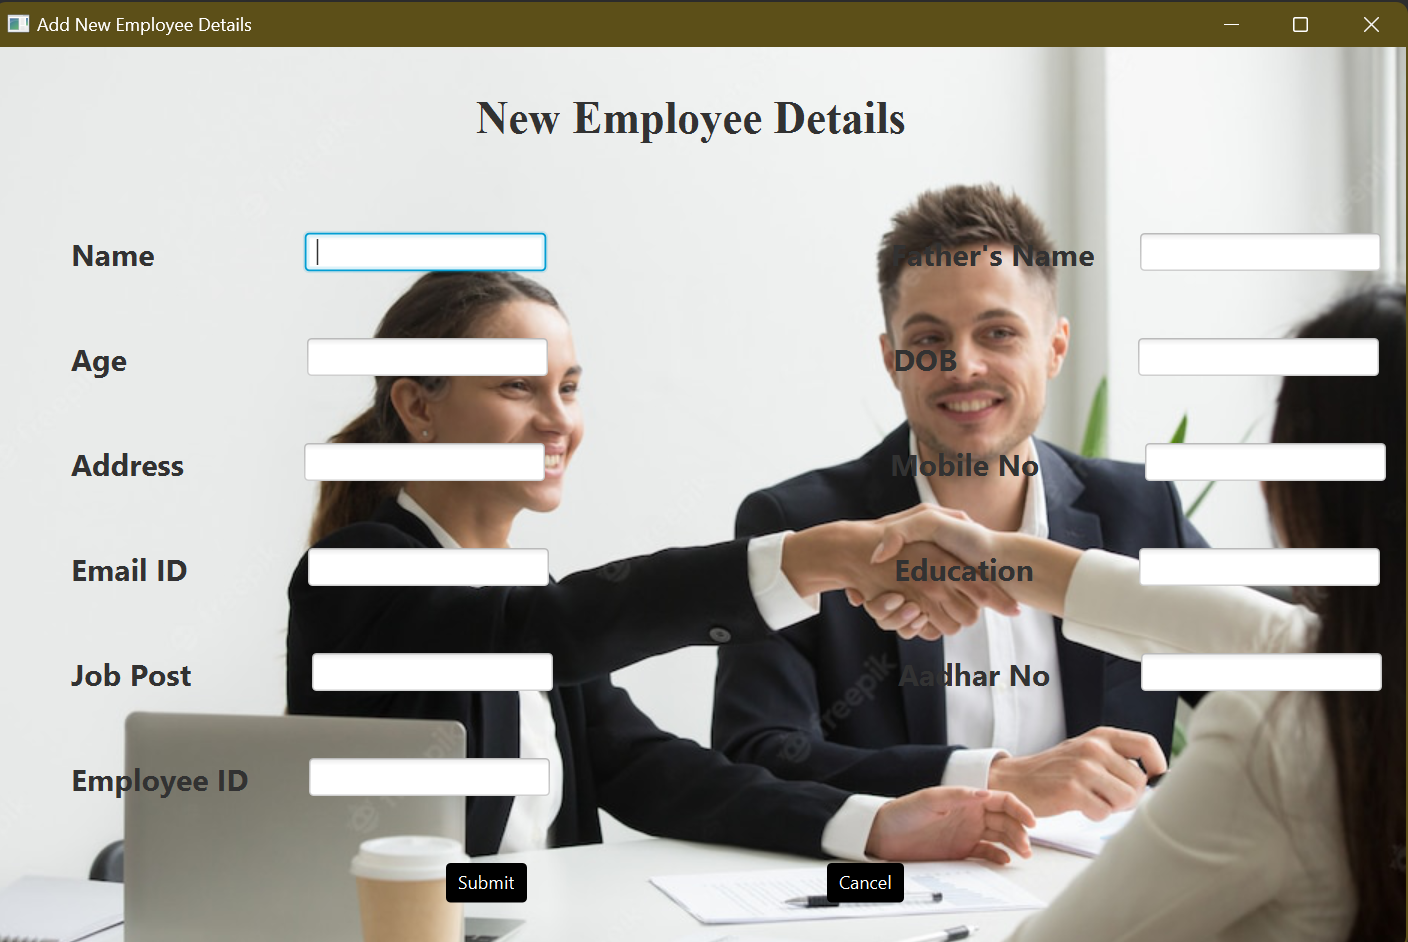 Add New Employee Details
New Employee Details
Name
Father's Name
Age
DOB
Address
Mobile No
Email ID
Education
Job Post
Aadhar No
Employee ID
Submit
Cancel
freepik